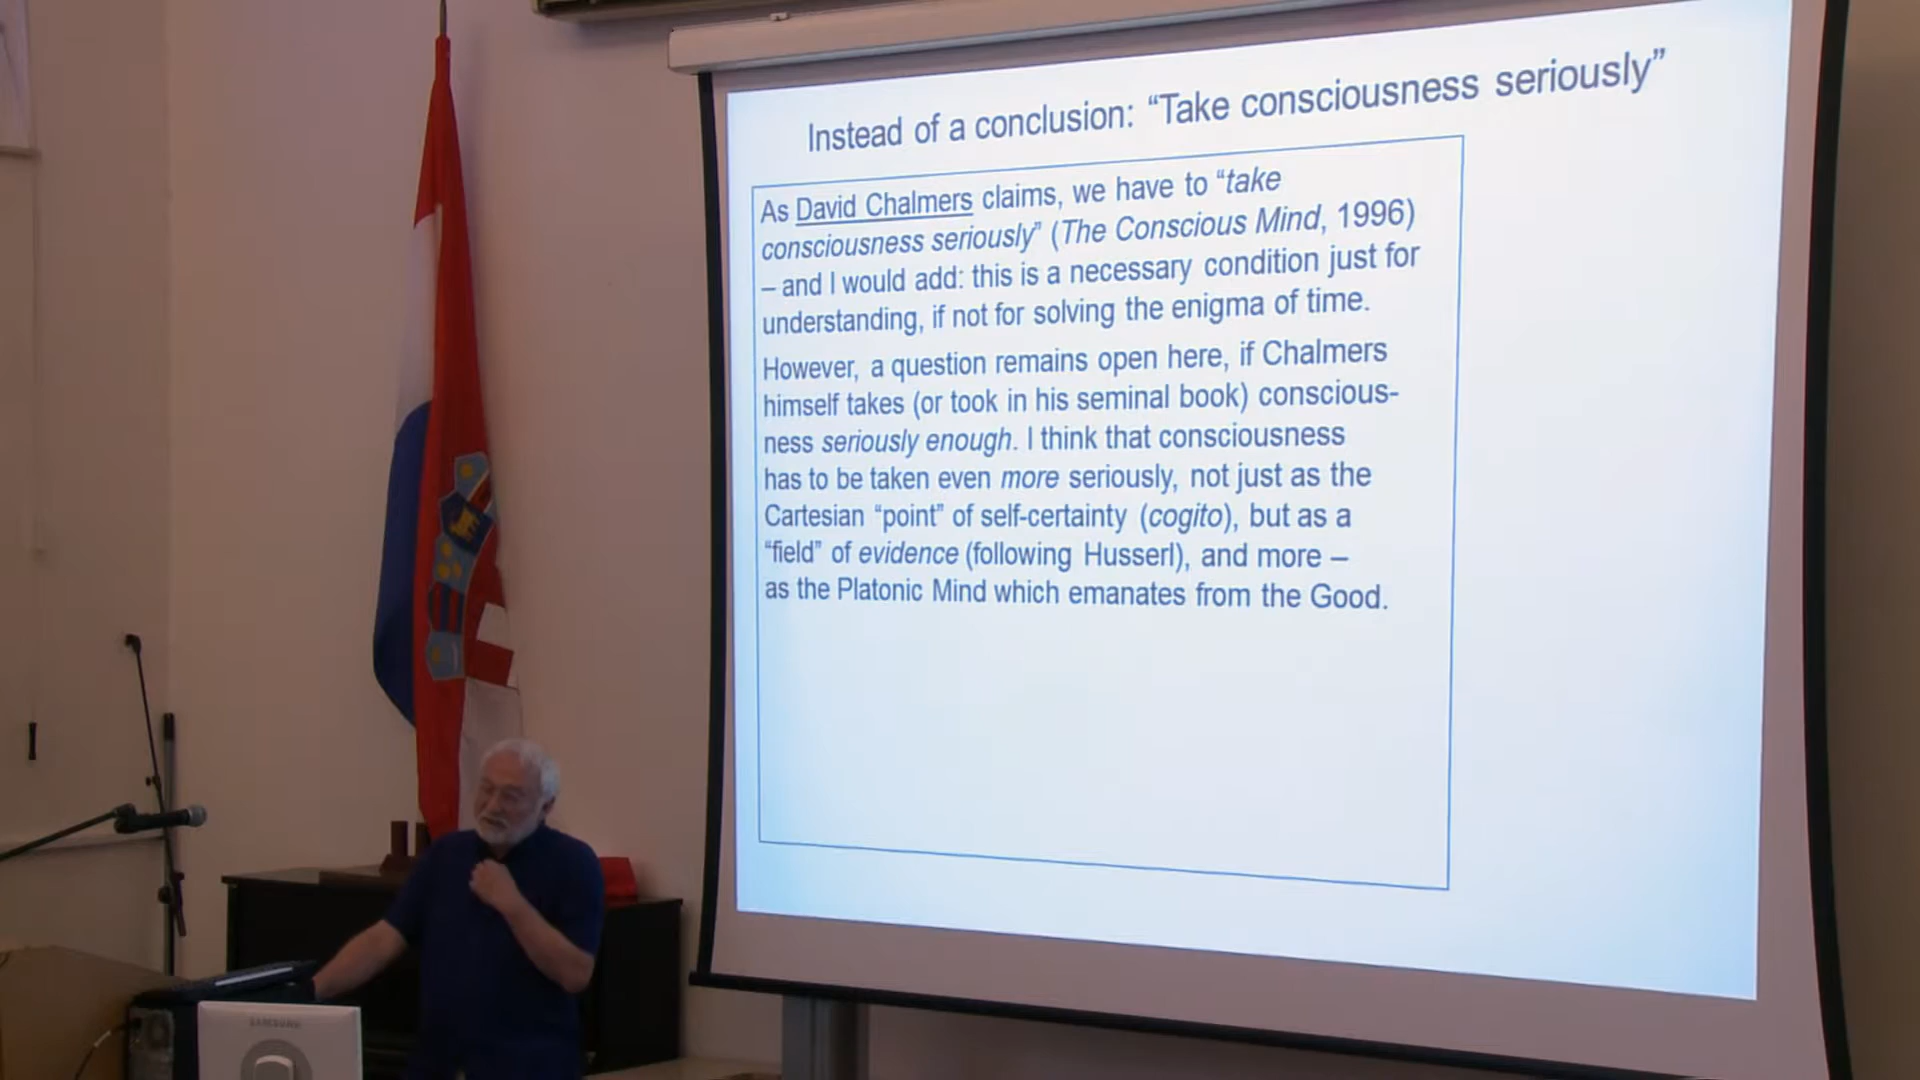 Instead of a conclusion: “Take consciousness seriously”
As David Chalmers claims, we have to “take
consciousness seriously” (The Conscious Mind, 1996)
– and I would add: this is a necessary condition just for
understanding, if not for solving the enigma of time.
However, a question remains open here, if Chalmers
himself takes (or took in his seminal book) conscious-
ness seriously enough. I think that consciousness
has to be taken even more seriously, not just as the
Cartesian “point” of self-certainty (cogito), but as a
“field” of evidence (following Husserl), and more –
as the Platonic Mind which emanates from the Good.
SAMSUNG